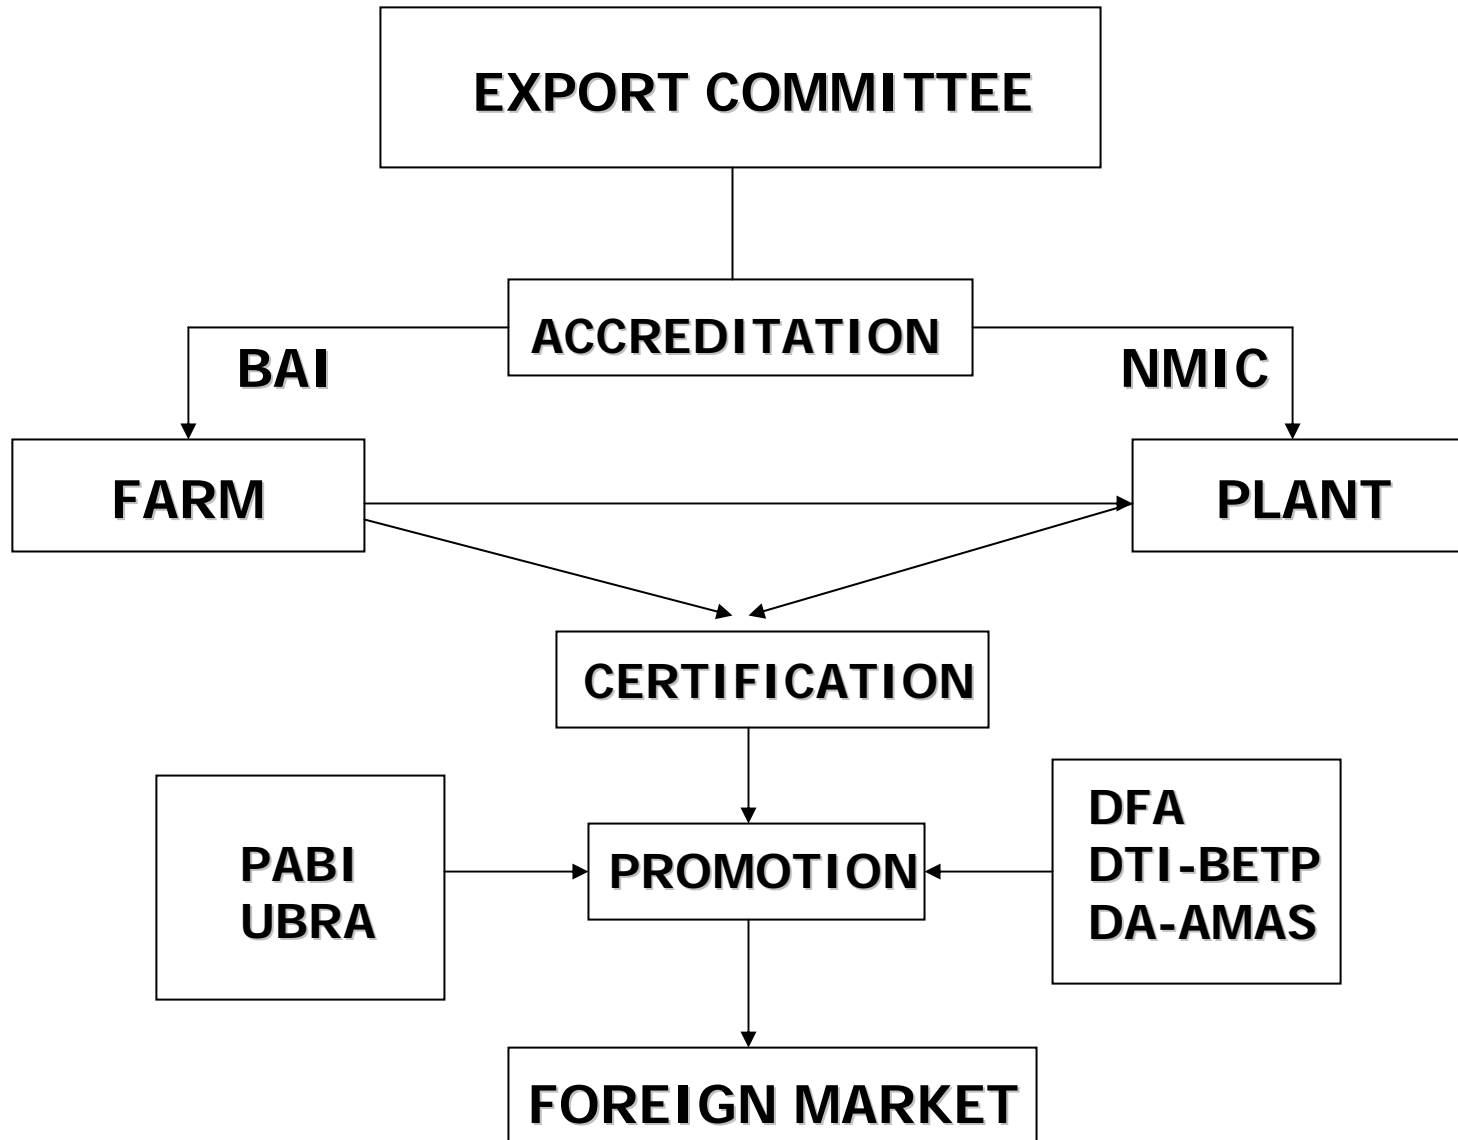 EXPORT COMMITTEE
ACCREDITATION
BAI
NMIC
FARM
PLANT
CERTIFICATION
PABI
UBRA
PROMOTION
DFA
DTI-BETP
DA-AMAS
FOREIGN MARKET